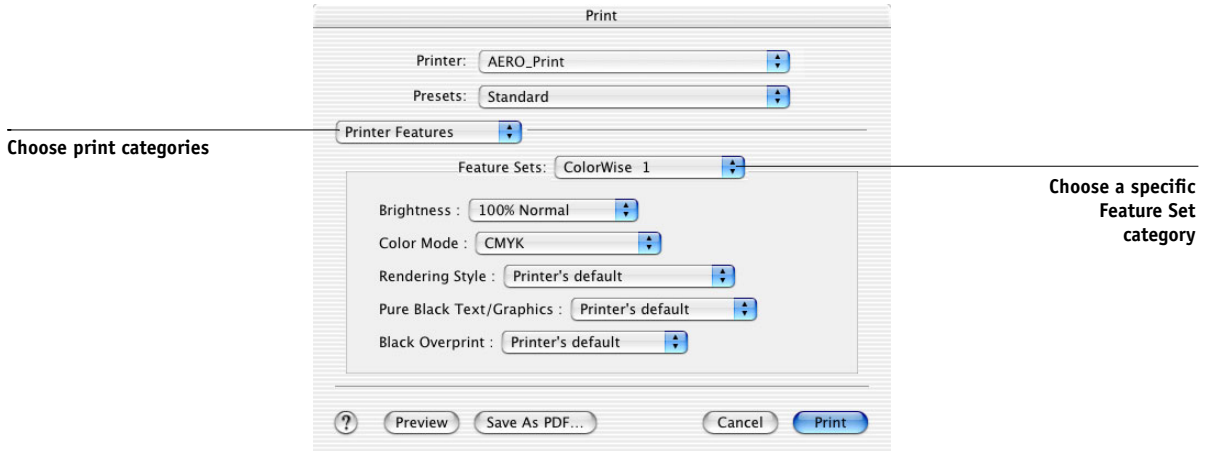 Print
Printer: AERO_Print
Presets: Standard
Printer Features
Choose print categories
Feature Sets: ColorWise 1
Choose a specific
Feature Set
category
Brightness : 100% Normal
Color Mode : CMYK
Rendering Style : Printer's default
Pure Black Text/Graphics : Printer's default
Black Overprint : Printer's default
? Preview Save As PDF... Cancel Print